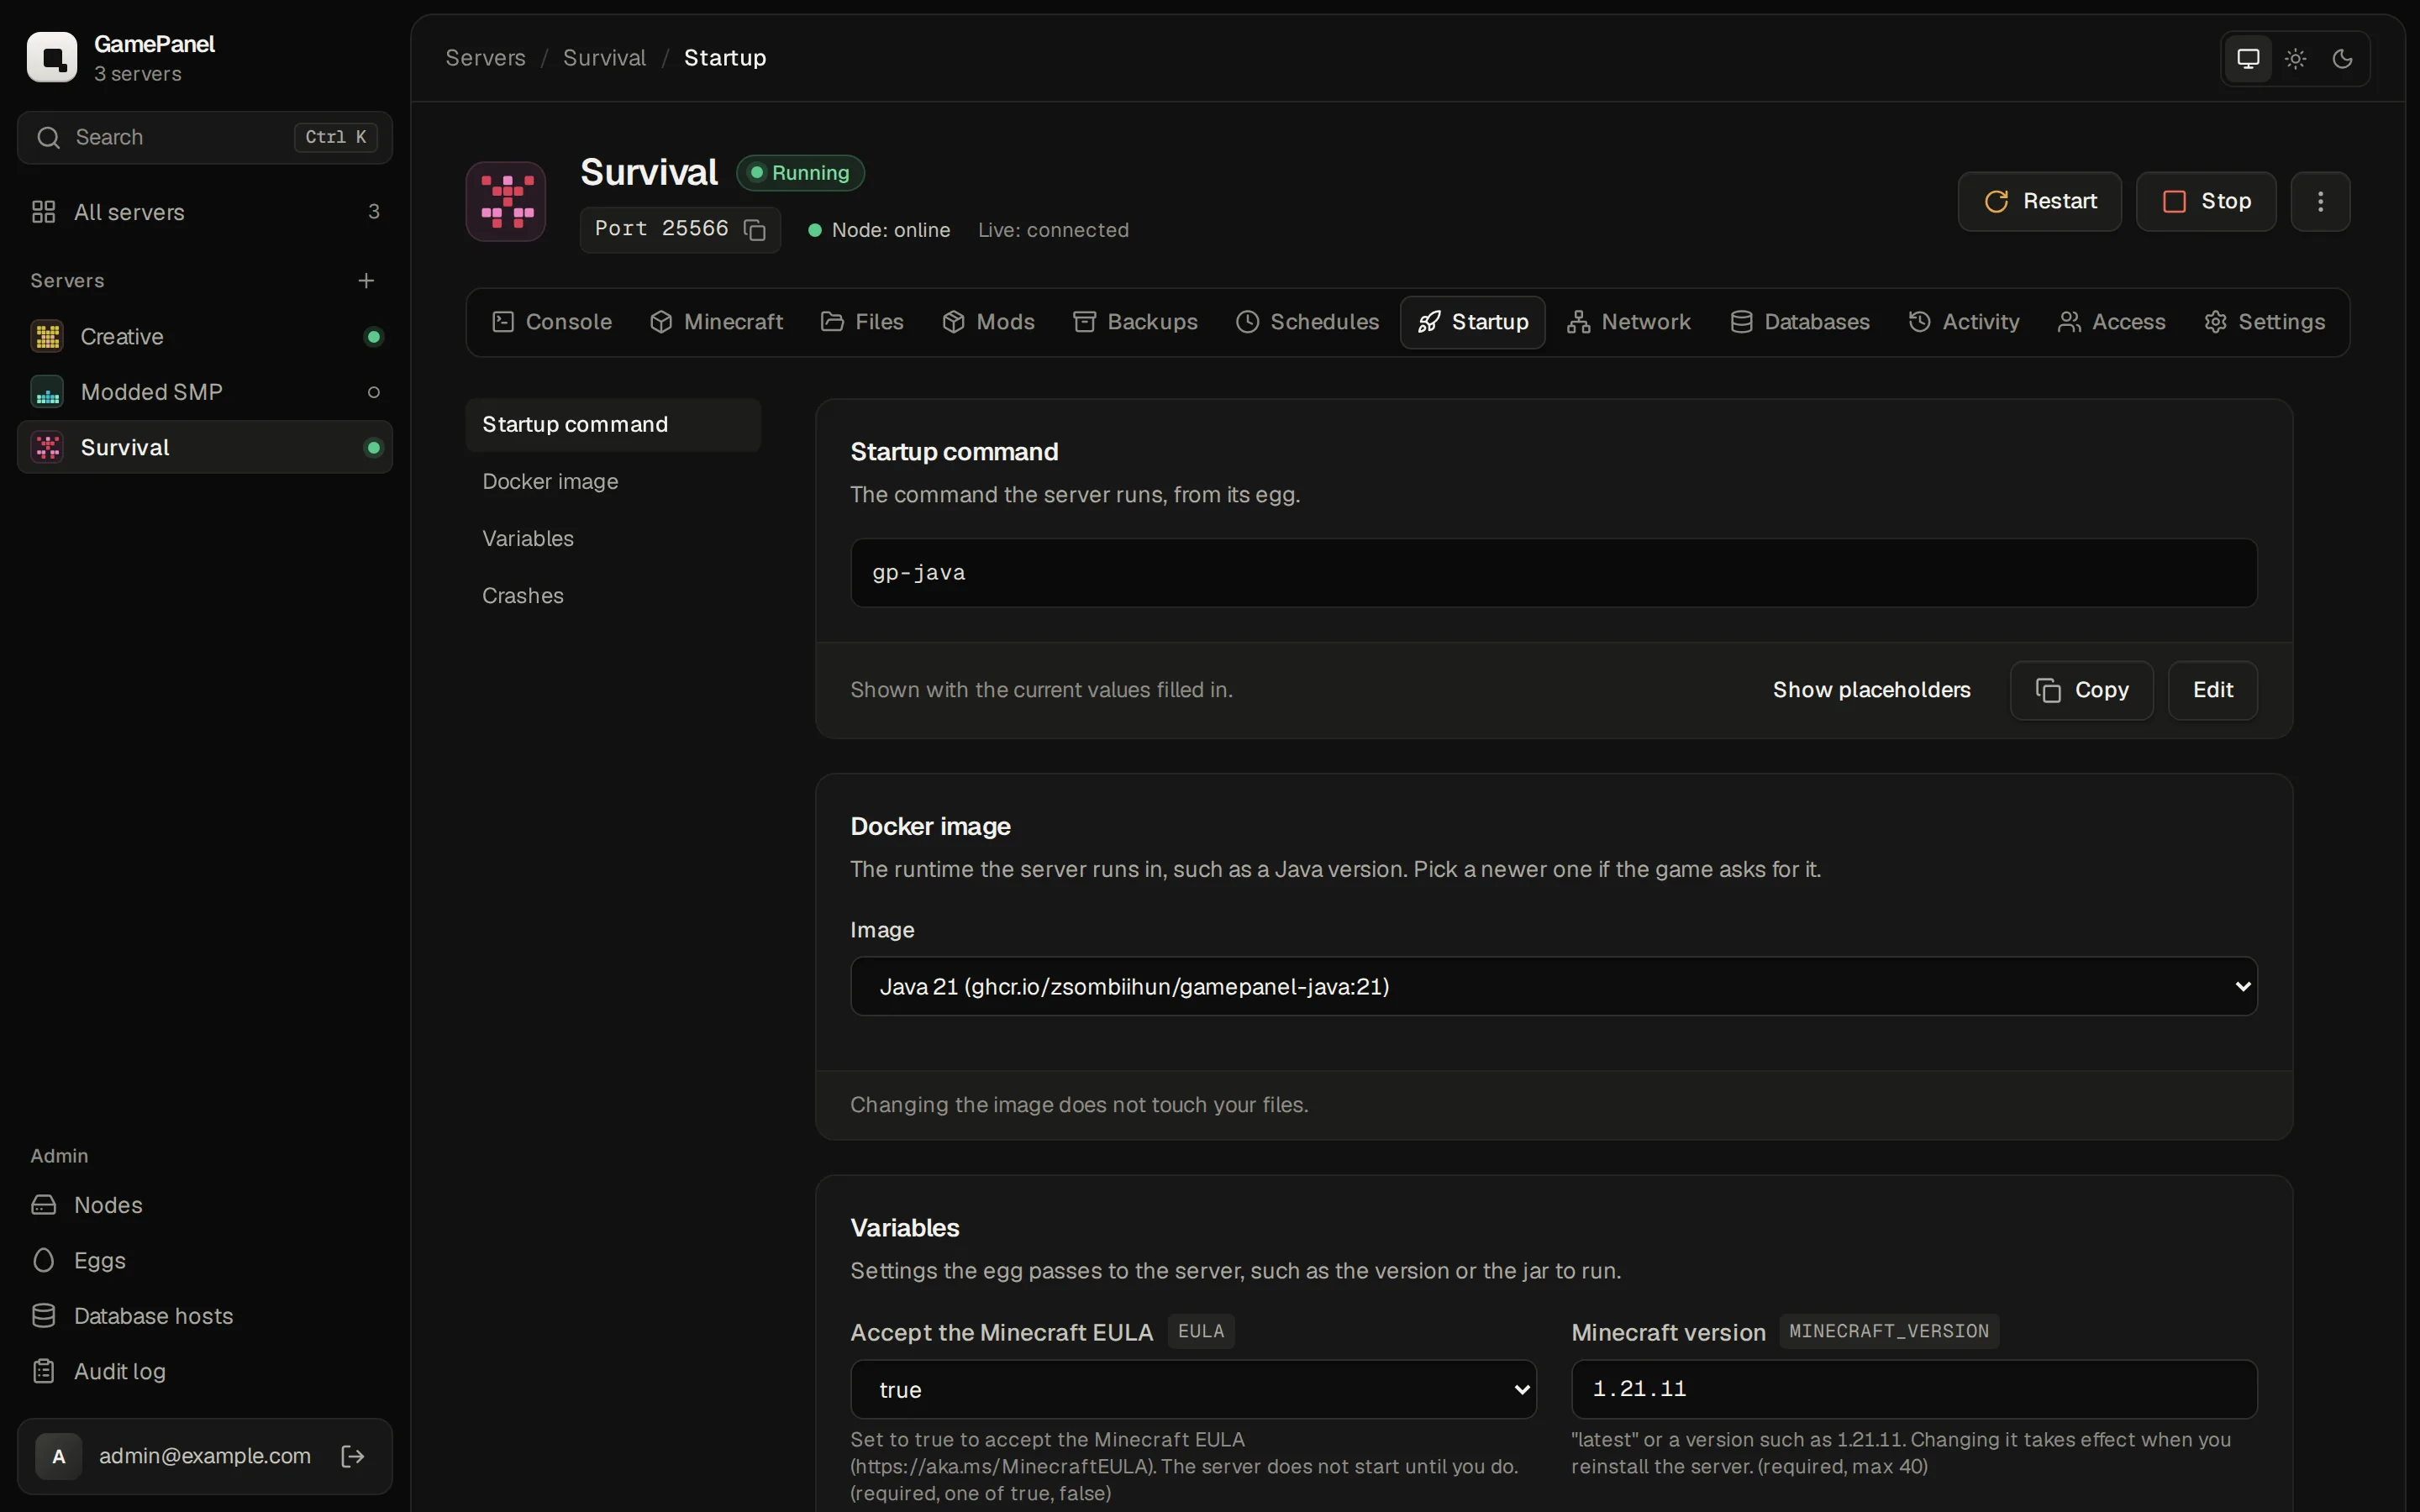 GamePanel
3 servers
Search
Ctrl K
All servers
3
Servers
Creative
Modded SMP
Survival
Admin
Nodes
Eggs
Database hosts
Audit log
A
admin@example.com
Servers / Survival / Startup
Survival
Running
Port 25566
Node: online
Live: connected
Restart
Stop
Console
Minecraft
Files
Mods
Backups
Schedules
Startup
Network
Databases
Activity
Access
Settings
Startup command
Docker image
Variables
Crashes
Startup command
The command the server runs, from its egg.
gp-java
Shown with the current values filled in.
Show placeholders
Copy
Edit
Docker image
The runtime the server runs in, such as a Java version. Pick a newer one if the game asks for it.
Image
Java 21 (ghcr.io/zsombiihun/gamepanel-java:21)
Changing the image does not touch your files.
Variables
Settings the egg passes to the server, such as the version or the jar to run.
Accept the Minecraft EULA
EULA
true
Set to true to accept the Minecraft EULA
(https://aka.ms/MinecraftEULA). The server does not start until you do.
(required, one of true, false)
Minecraft version
MINECRAFT_VERSION
1.21.11
"latest" or a version such as 1.21.11. Changing it takes effect when you
reinstall the server. (required, max 40)